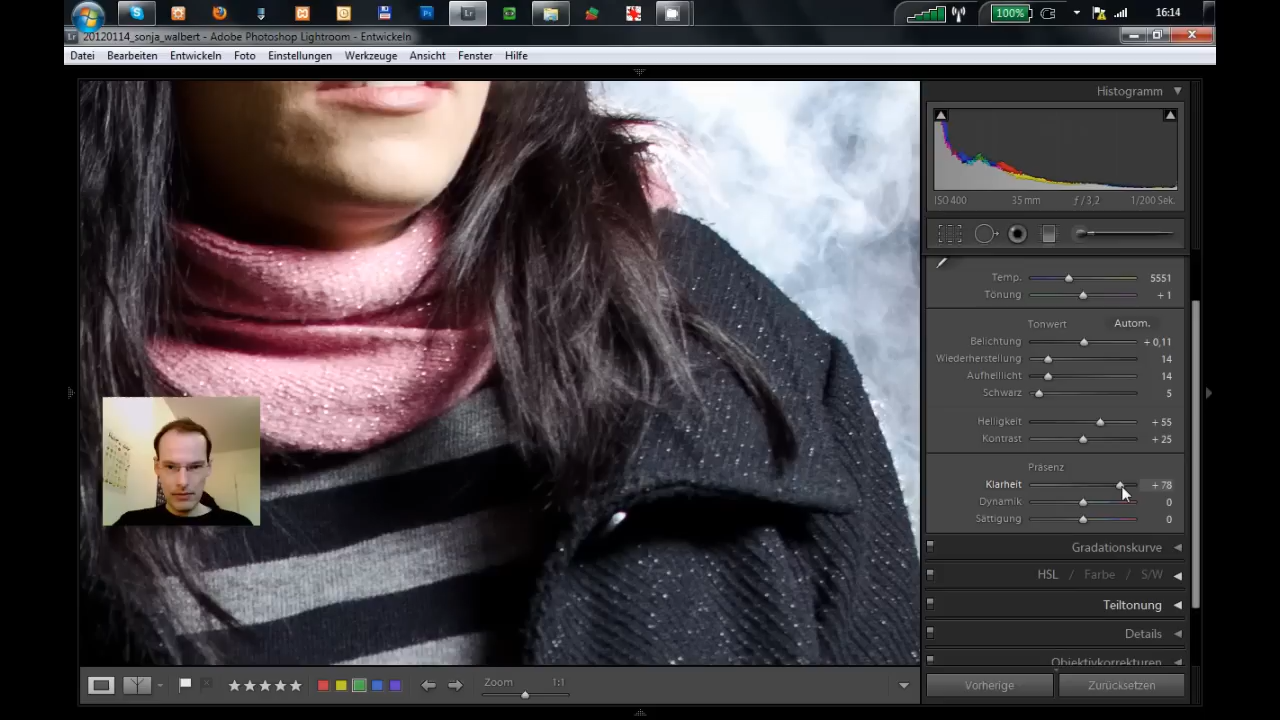 100%
16:14
20120114_sonja_walbert - Adobe Photoshop Lightroom - Entwickeln
Datei Bearbeiten Entwickeln Foto Einstellungen Werkzeuge Ansicht Fenster Hilfe
Histogramm
ISO 400 35 mm ƒ / 3,2 1/200 Sek.
Temp. 5551
Tönung + 1
Tonwert Autom.
Belichtung + 0,11
Wiederherstellung 14
Aufhelllicht 14
Schwarz 5
Helligkeit + 55
Kontrast + 25
Präsenz
Klarheit + 78
Dynamik 0
Sättigung 0
Gradationskurve
HSL / Farbe / S/W
Teiltonung
Details
Objektivkorrekturen
Zoom 1:1
Vorherige Zurücksetzen